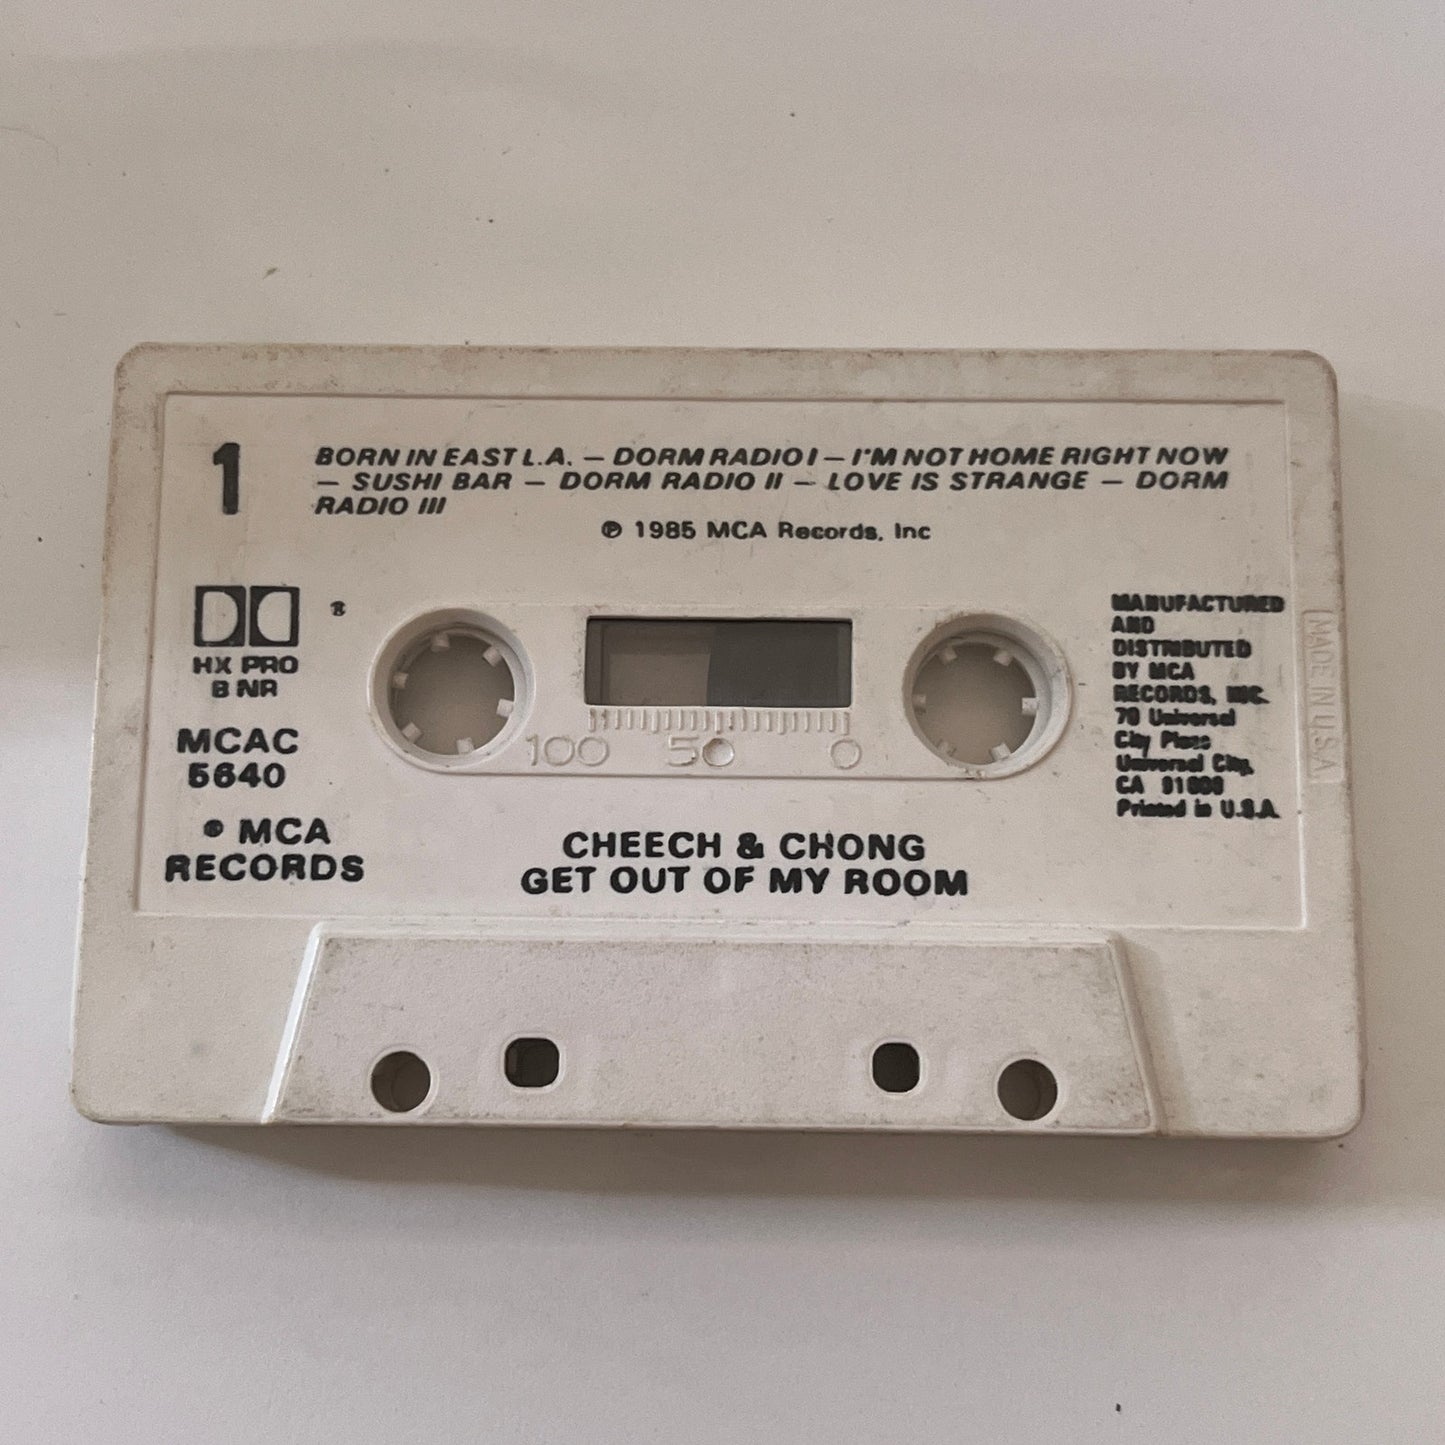 1
BORN IN EAST L.A. — DORM RADIO I — I'M NOT HOME RIGHT NOW
— SUSHI BAR — DORM RADIO II — LOVE IS STRANGE — DORM
RADIO III
℗ 1985 MCA Records, Inc
®
HX PRO
B NR
MCAC
5640
MCA
RECORDS
100 50 0
CHEECH & CHONG
GET OUT OF MY ROOM
MANUFACTURED
AND
DISTRIBUTED
BY MCA
RECORDS, INC.
70 Universal
City Plaza
Universal City,
CA
Printed in U.S.A.
MADE IN U.S.A